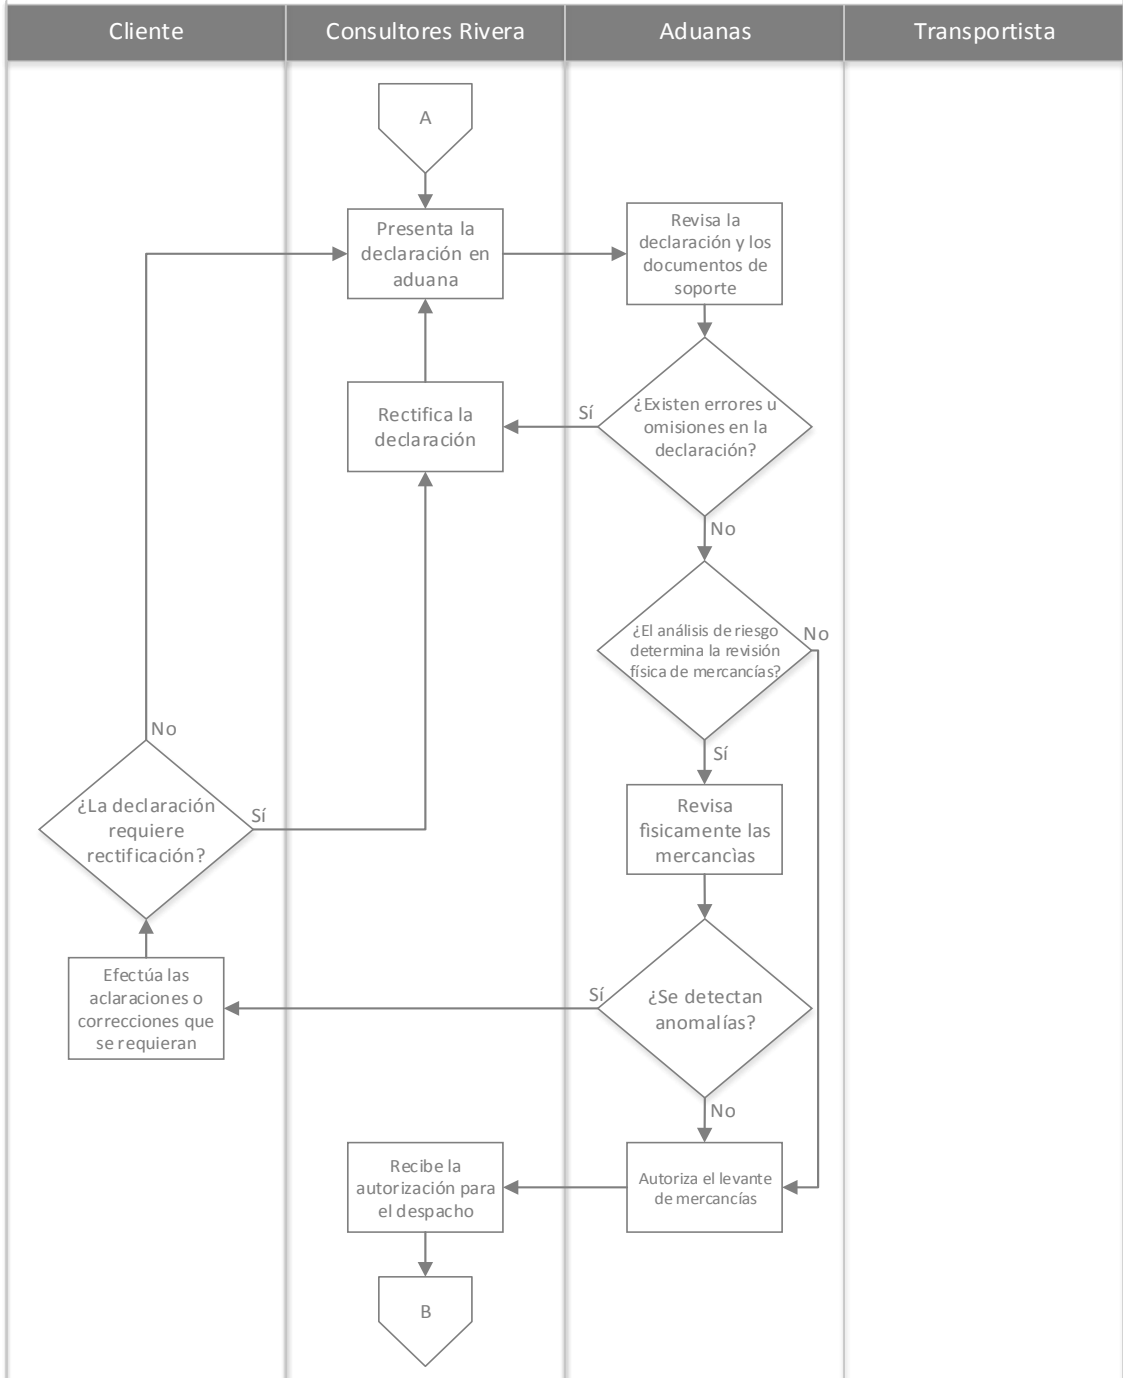 Cliente
Consultores Rivera
Aduanas
Transportista
A
Presenta la
declaración en
aduana
Revisa la
declaración y los
documentos de
soporte
¿Existen errores u
omisiones en la
declaración?
Sí
Rectifica la
declaración
No
¿El análisis de riesgo
determina la revisión
física de mercancías?
No
Sí
No
¿La declaración
requiere
rectificación?
Sí
Revisa
fisicamente las
mercancìas
Efectúa las
aclaraciones o
correcciones que
se requieran
Sí
¿Se detectan
anomalías?
No
Recibe la
autorización para
el despacho
Autoriza el levante
de mercancías
B